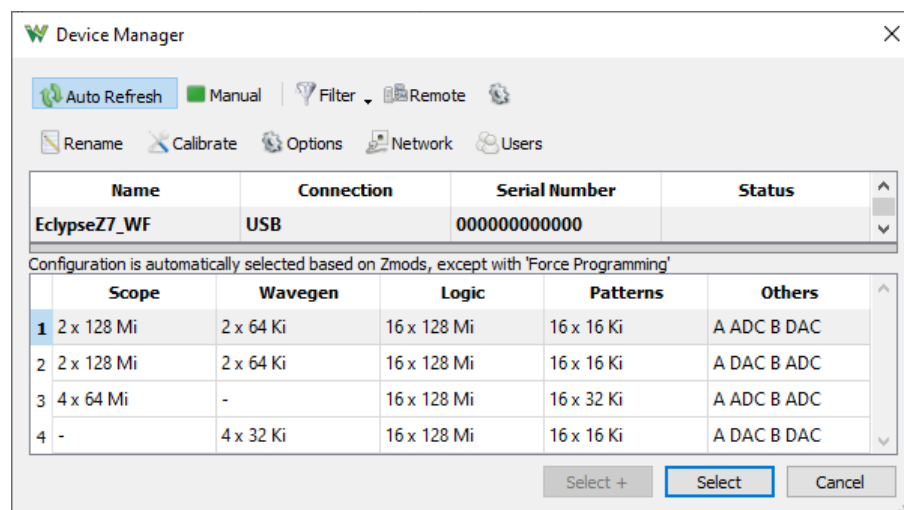 Device Manager
Auto Refresh Manual Filter Remote
Rename Calibrate Options Network Users
Name Connection Serial Number Status
EclypseZ7_WF USB 000000000000
Configuration is automatically selected based on Zmods, except with 'Force Programming'
Scope Wavegen Logic Patterns Others
1 2 x 128 Mi 2 x 64 Ki 16 x 128 Mi 16 x 16 Ki A ADC B DAC
2 2 x 128 Mi 2 x 64 Ki 16 x 128 Mi 16 x 16 Ki A DAC B ADC
3 4 x 64 Mi - 16 x 128 Mi 16 x 32 Ki A ADC B ADC
4 - 4 x 32 Ki 16 x 128 Mi 16 x 16 Ki A DAC B DAC
Select + Select Cancel